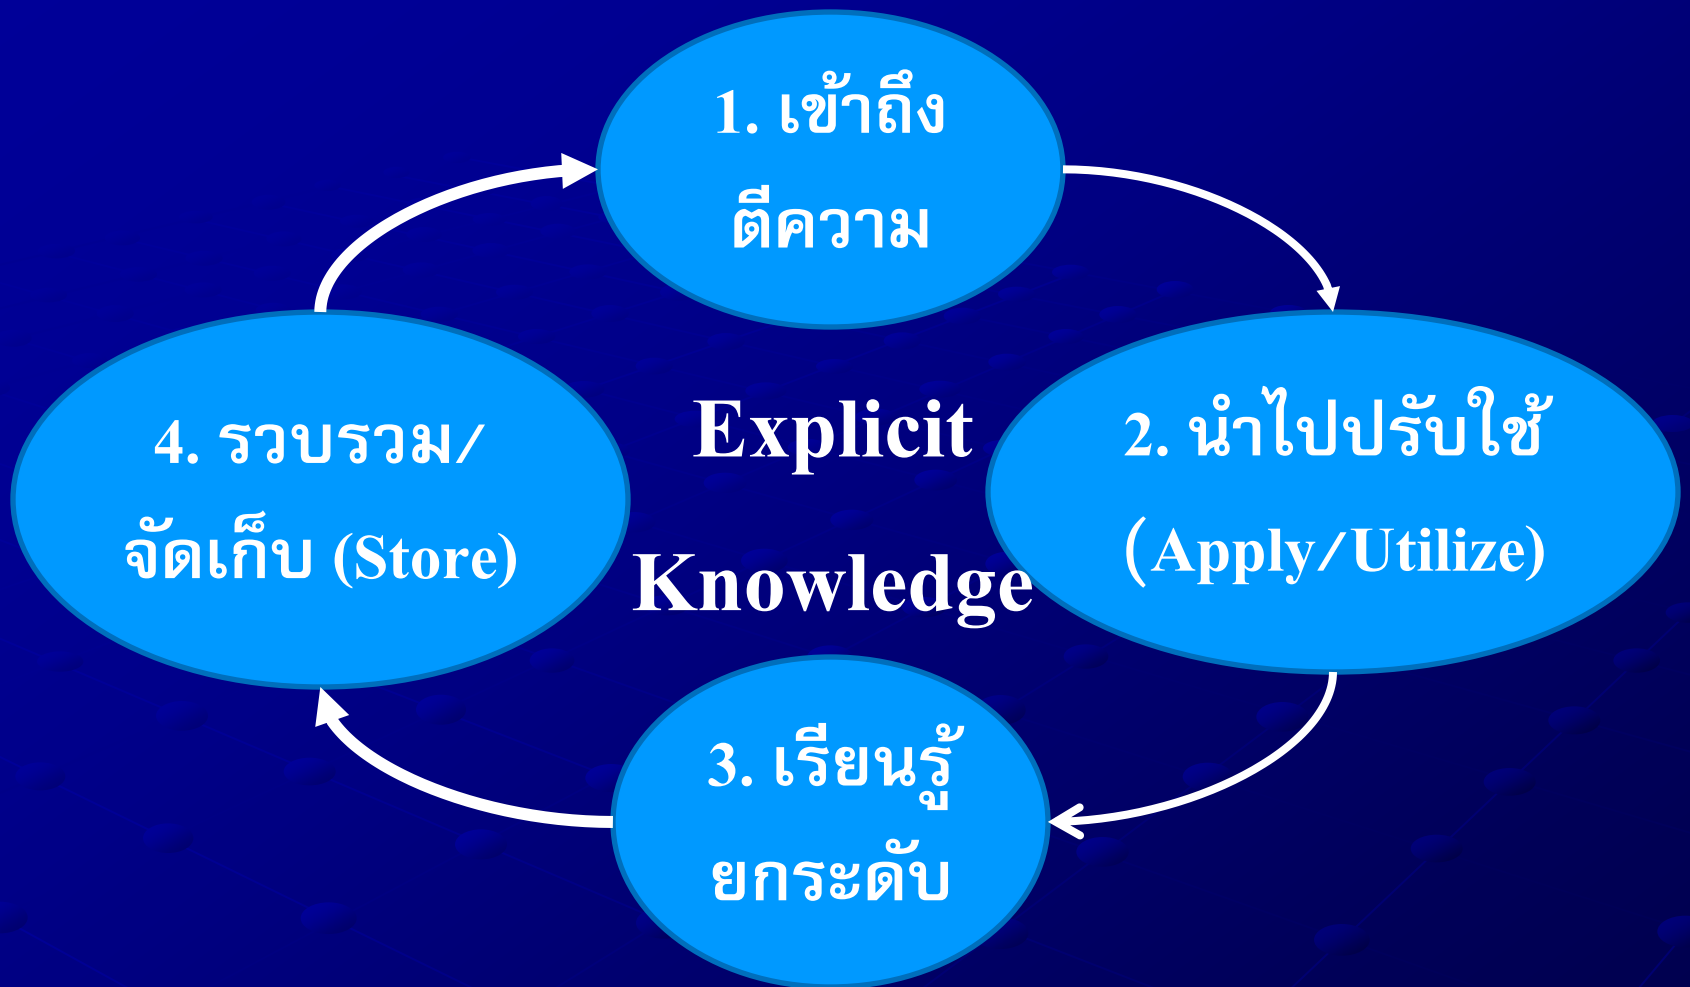 1. เข้าถึง
ตีความ
Explicit
Knowledge
2. นำไปปรับใช้
(Apply/Utilize)
3. เรียนรู้
ยกระดับ
4. รวบรวม/
จัดเก็บ (Store)